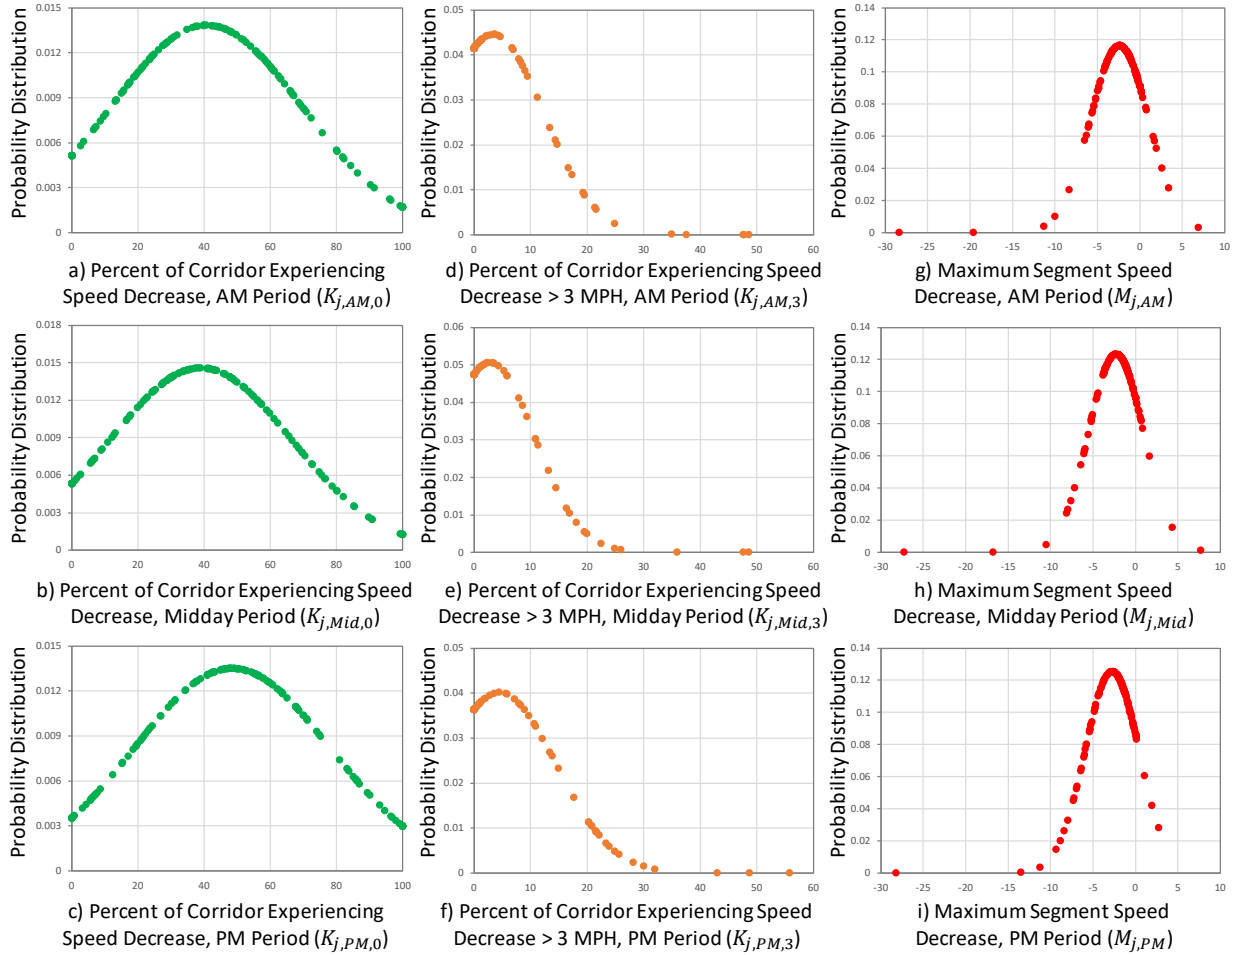 Probability Distribution
0.015
0.012
0.009
0.006
0.003
0
0 20 40 60 80 100
a) Percent of Corridor Experiencing
Speed Decrease, AM Period (K_{j,AM,0})
Probability Distribution
0.05
0.04
0.03
0.02
0.01
0
0 10 20 30 40 50 60
d) Percent of Corridor Experiencing Speed
Decrease > 3 MPH, AM Period (K_{j,AM,3})
Probability Distribution
0.14
0.12
0.1
0.08
0.06
0.04
0.02
0
-30 -25 -20 -15 -10 -5 0 5 10
g) Maximum Segment Speed
Decrease, AM Period (M_{j,AM})
Probability Distribution
0.018
0.015
0.012
0.009
0.006
0.003
0
0 20 40 60 80 100
b) Percent of Corridor Experiencing Speed
Decrease, Midday Period (K_{j,Mid,0})
Probability Distribution
0.06
0.05
0.04
0.03
0.02
0.01
0
0 10 20 30 40 50 60
e) Percent of Corridor Experiencing Speed
Decrease > 3 MPH, Midday Period (K_{j,Mid,3})
Probability Distribution
0.14
0.12
0.1
0.08
0.06
0.04
0.02
0
-30 -25 -20 -15 -10 -5 0 5 10
h) Maximum Segment Speed
Decrease, Midday Period (M_{j,Mid})
Probability Distribution
0.015
0.012
0.009
0.006
0.003
0
0 20 40 60 80 100
c) Percent of Corridor Experiencing
Speed Decrease, PM Period (K_{j,PM,0})
Probability Distribution
0.05
0.04
0.03
0.02
0.01
0
0 10 20 30 40 50 60
f) Percent of Corridor Experiencing Speed
Decrease > 3 MPH, PM Period (K_{j,PM,3})
Probability Distribution
0.14
0.12
0.1
0.08
0.06
0.04
0.02
0
-30 -25 -20 -15 -10 -5 0 5 10
i) Maximum Segment Speed
Decrease, PM Period (M_{j,PM})